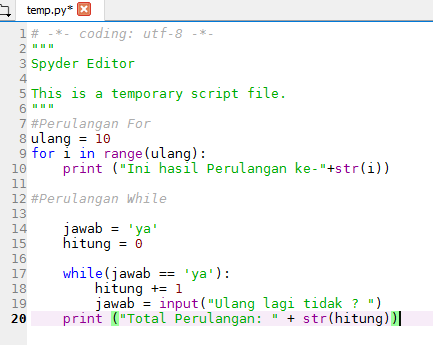 temp.py*
1 # -*- coding: utf-8 -*-
2 """
3 Spyder Editor
4
5 This is a temporary script file.
6 """
7 #Perulangan For
8 ulang = 10
9 for i in range(ulang):
10     print ("Ini hasil Perulangan ke-"+str(i))
11
12 #Perulangan While
13
14     jawab = 'ya'
15     hitung = 0
16
17     while(jawab == 'ya'):
18         hitung += 1
19         jawab = input("Ulang lagi tidak ? ")
20     print ("Total Perulangan: " + str(hitung))